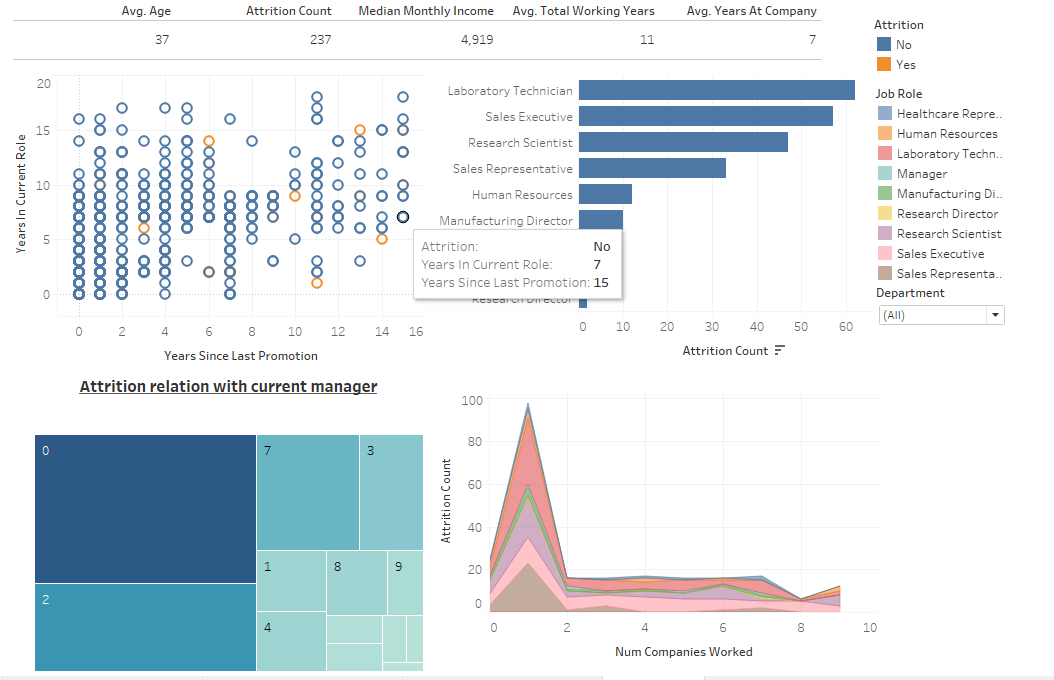 Avg. Age Attrition Count Median Monthly Income Avg. Total Working Years Avg. Years At Company
37 237 4,919 11 7
Attrition
No
Yes
Job Role
Healthcare Repre..
Human Resources
Laboratory Techn..
Manager
Manufacturing Di..
Research Director
Research Scientist
Sales Executive
Sales Representa..
Department
(All)
Years In Current Role
20
15
10
5
0
0 2 4 6 8 10 12 14 16
Years Since Last Promotion
Laboratory Technician
Sales Executive
Research Scientist
Sales Representative
Human Resources
Manufacturing Director
Research Director
0 10 20 30 40 50 60
Attrition Count
Attrition: No
Years In Current Role: 7
Years Since Last Promotion: 15
Attrition relation with current manager
0
7
3
1
8
9
2
4
Attrition Count
100
80
60
40
20
0
0 2 4 6 8 10
Num Companies Worked